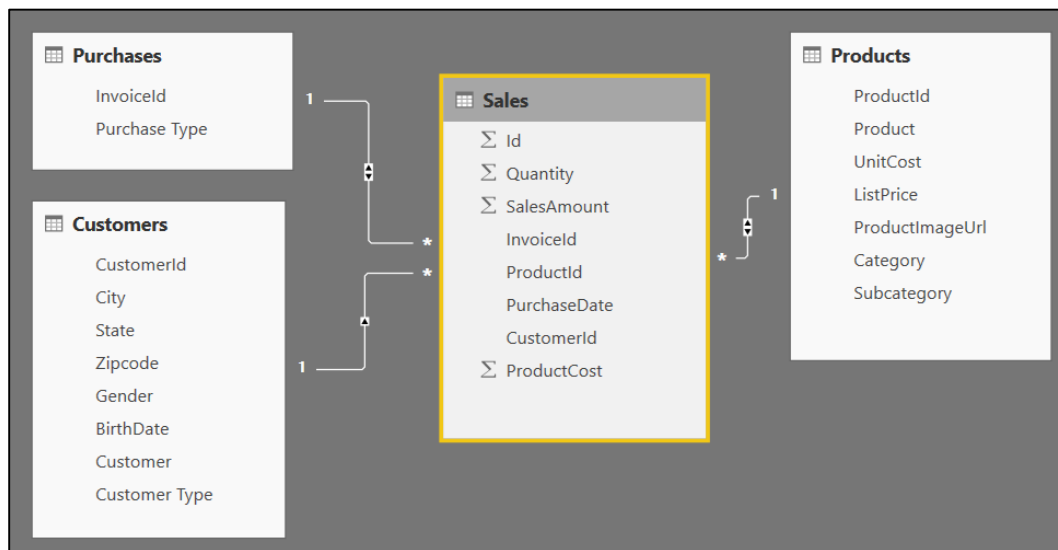 Purchases
InvoiceId
Purchase Type
1
Customers
CustomerId
City
State
Zipcode
Gender
BirthDate
Customer
Customer Type
1
*
*
Sales
Σ Id
Σ Quantity
Σ SalesAmount
InvoiceId
ProductId
PurchaseDate
CustomerId
Σ ProductCost
*
1
Products
ProductId
Product
UnitCost
ListPrice
ProductImageUrl
Category
Subcategory